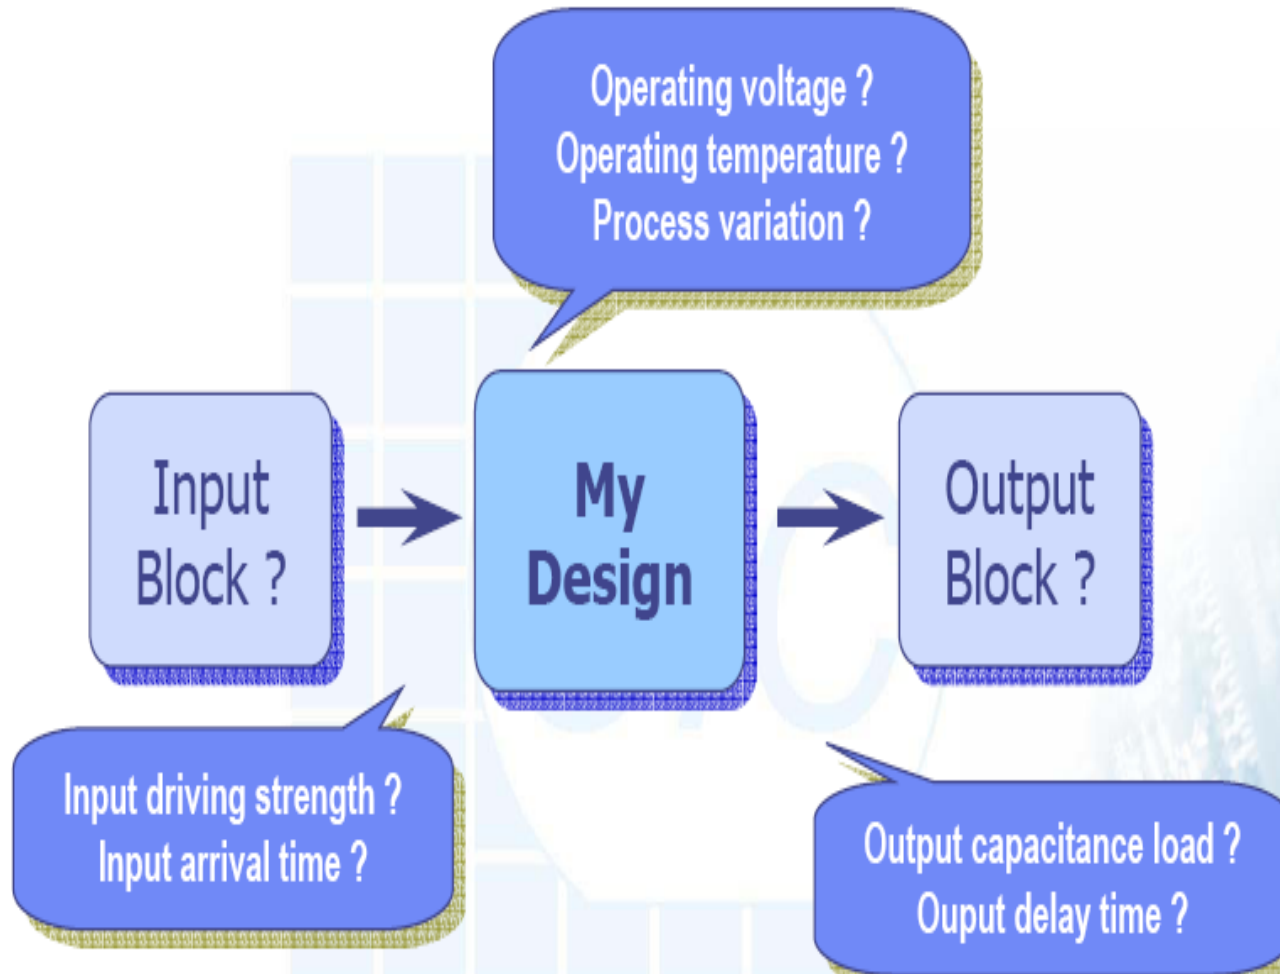 Operating voltage ?
Operating temperature ?
Process variation ?
Input
Block ?
My
Design
Output
Block ?
Input driving strength ?
Input arrival time ?
Output capacitance load ?
Ouput delay time ?